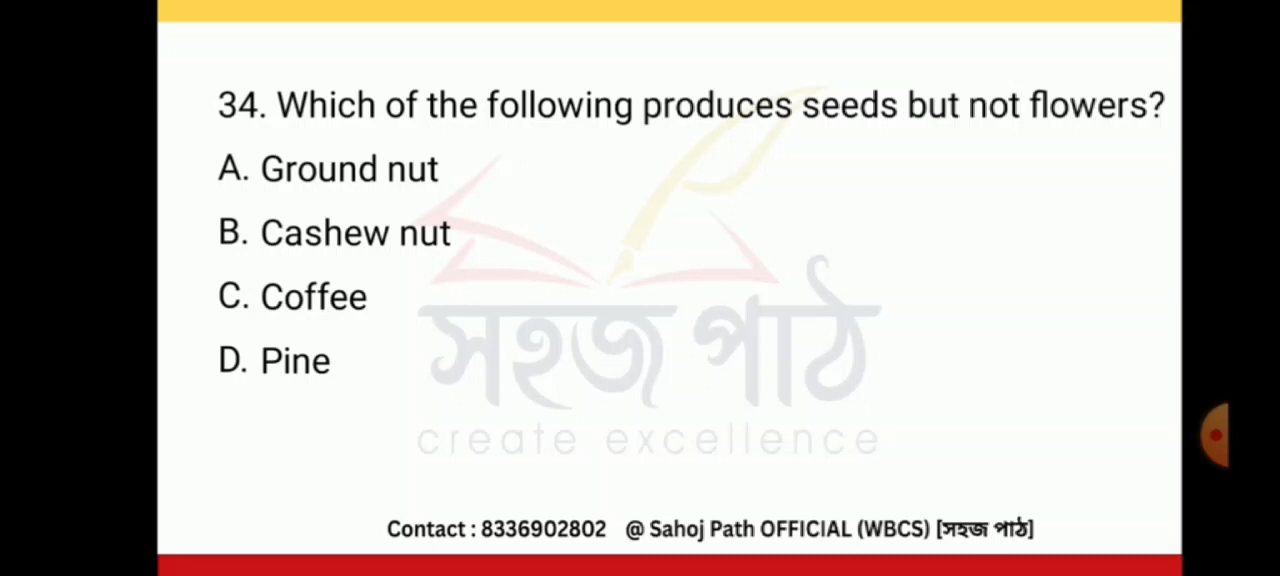 34. Which of the following produces seeds but not flowers?
A. Ground nut
B. Cashew nut
C. Coffee
D. Pine
সহজ পাঠ
create excellence
Contact : 8336902802 @ Sahoj Path OFFICIAL (WBCS) [সহজ পাঠ]